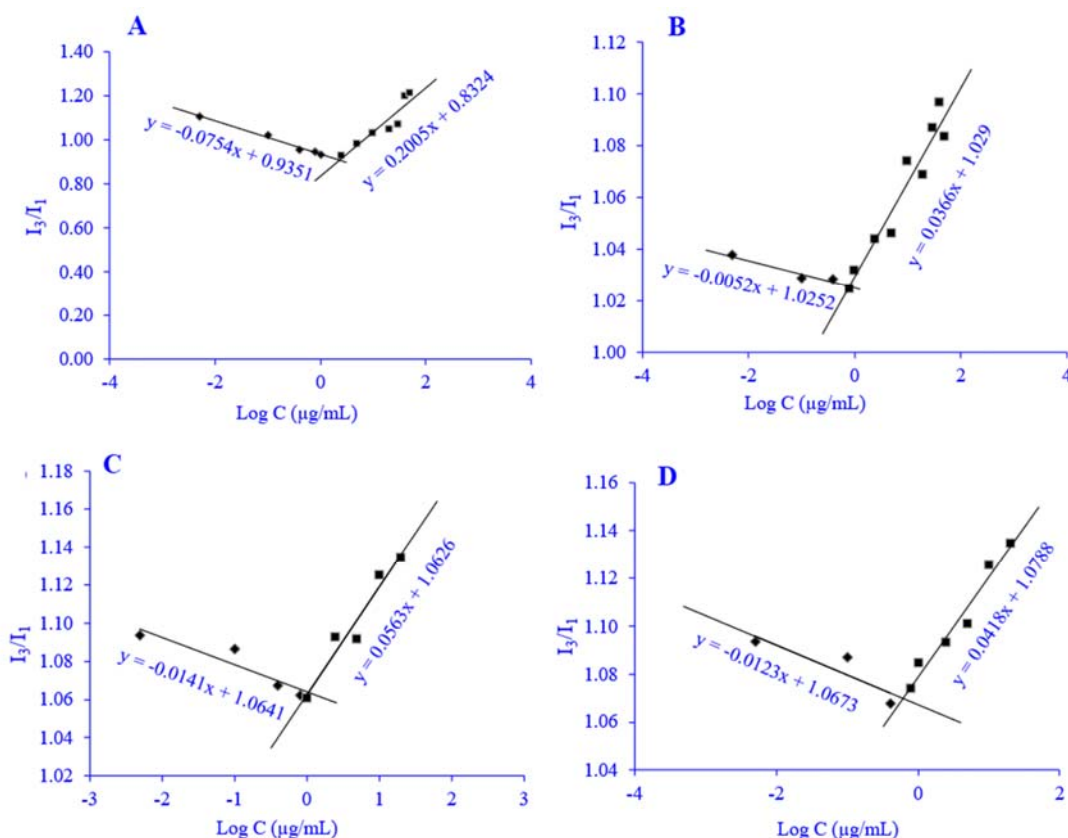 A
1.40
1.20
1.00
0.80
0.60
0.40
0.20
0.00
I3/I1
y = -0.0754x + 0.9351
y = 0.2005x + 0.8324
-4
-2
0
2
4
Log C (µg/mL)
B
1.12
1.10
1.08
1.06
1.04
1.02
1.00
I3/I1
y = -0.0052x + 1.0252
y = 0.0366x + 1.029
-4
-2
0
2
4
Log C (µg/mL)
C
1.18
1.16
1.14
1.12
1.10
1.08
1.06
1.04
1.02
I3/I1
y = -0.0141x + 1.0641
y = 0.0563x + 1.0626
-3
-2
-1
0
1
2
3
Log C (µg/mL)
D
1.16
1.14
1.12
1.10
1.08
1.06
1.04
I3/I1
y = -0.0123x + 1.0673
y = 0.0418x + 1.0788
-4
-2
0
2
Log C (µg/mL)